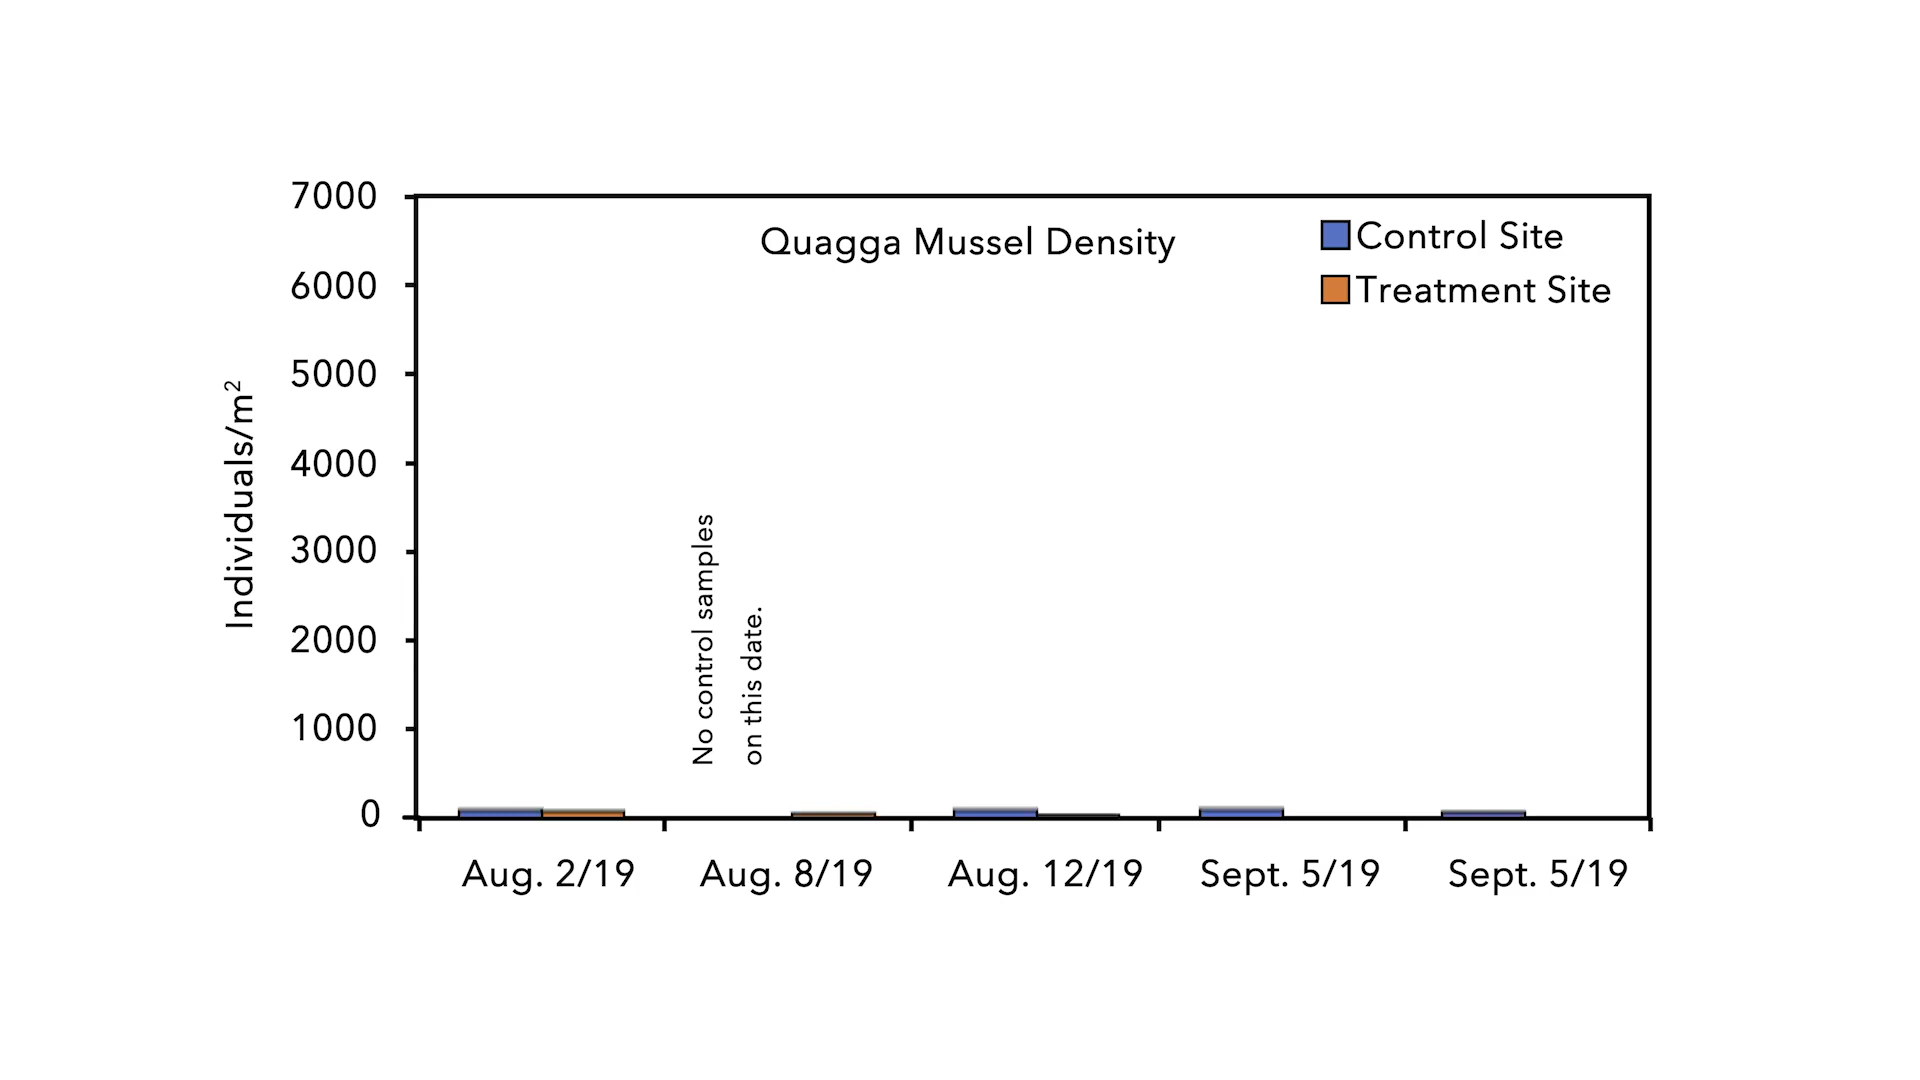 Quagga Mussel Density
Control Site
Treatment Site
Individuals/m²
7000
6000
5000
4000
3000
2000
1000
0
No control samples
on this date.
Aug. 2/19
Aug. 8/19
Aug. 12/19
Sept. 5/19
Sept. 5/19